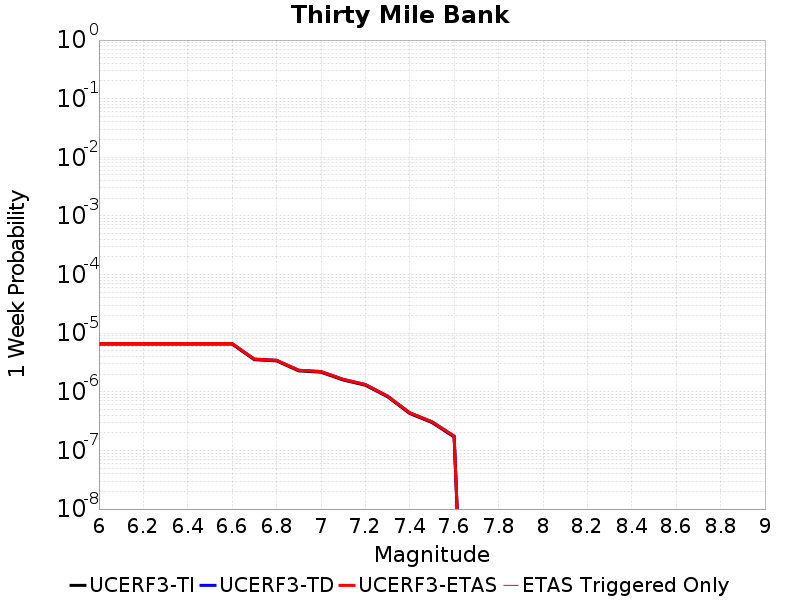 Thirty Mile Bank
1 Week Probability
10^0
10^-1
10^-2
10^-3
10^-4
10^-5
10^-6
10^-7
10^-8
6 6.2 6.4 6.6 6.8 7 7.2 7.4 7.6 7.8 8 8.2 8.4 8.6 8.8 9
Magnitude
UCERF3-TI UCERF3-TD UCERF3-ETAS ETAS Triggered Only